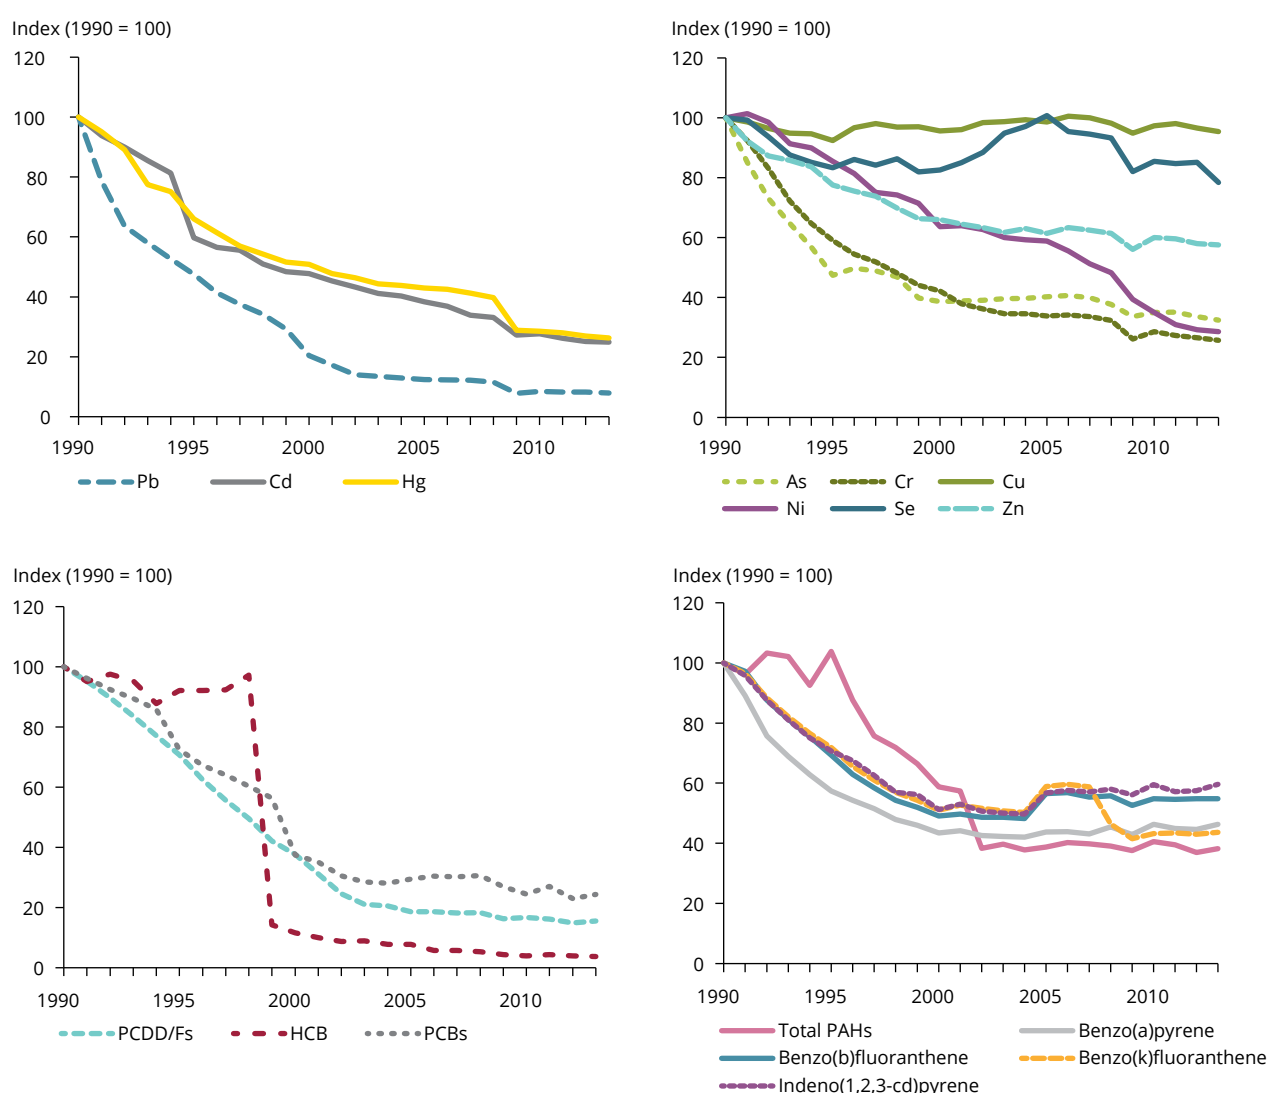 Index (1990 = 100)
120
100
80
60
40
20
0
1990 1995 2000 2005 2010
Pb Cd Hg
Index (1990 = 100)
120
100
80
60
40
20
0
1990 1995 2000 2005 2010
As Cr Cu
Ni Se Zn
Index (1990 = 100)
120
100
80
60
40
20
0
1990 1995 2000 2005 2010
PCDD/Fs HCB PCBs
Index (1990 = 100)
120
100
80
60
40
20
0
1990 1995 2000 2005 2010
Total PAHs Benzo(a)pyrene
Benzo(b)fluoranthene Benzo(k)fluoranthene
Indeno(1,2,3-cd)pyrene